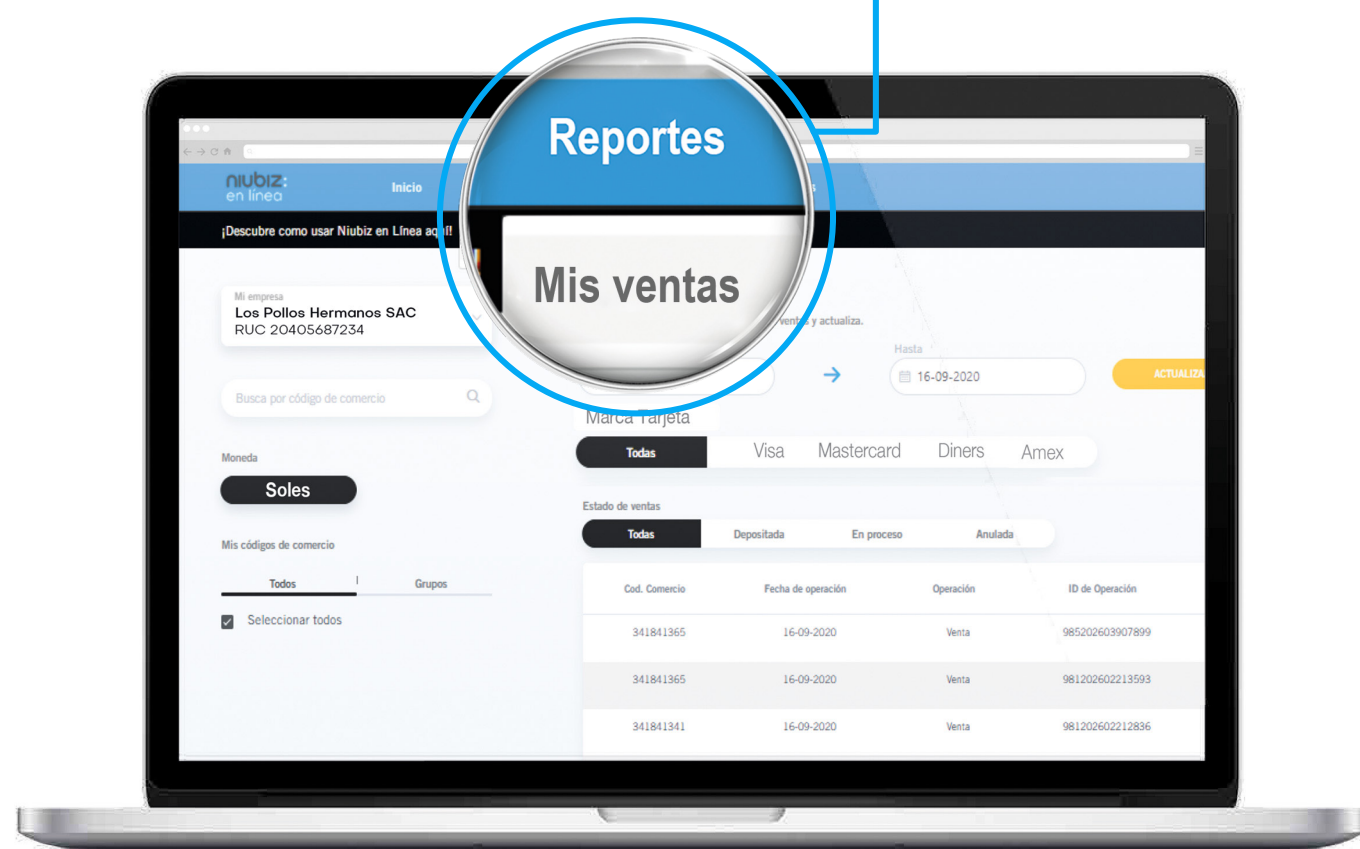 Reportes
niubiz:
en línea
Inicio
¡Descubre como usar Niubiz en Línea aquí!
Mis ventas
Mi empresa
Los Pollos Hermanos SAC
RUC 20405687234
ventas y actualiza.
Hasta
16-09-2020
ACTUALIZA
Busca por código de comercio
Marca Tarjeta
Todas Visa Mastercard Diners Amex
Moneda
Soles
Estado de ventas
Todas Depositada En proceso Anulada
Mis códigos de comercio
Todos Grupos
Seleccionar todos
Cod. Comercio Fecha de operación Operación ID de Operación
341841365 16-09-2020 Venta 985202603907899
341841365 16-09-2020 Venta 981202602213593
341841341 16-09-2020 Venta 981202602212836